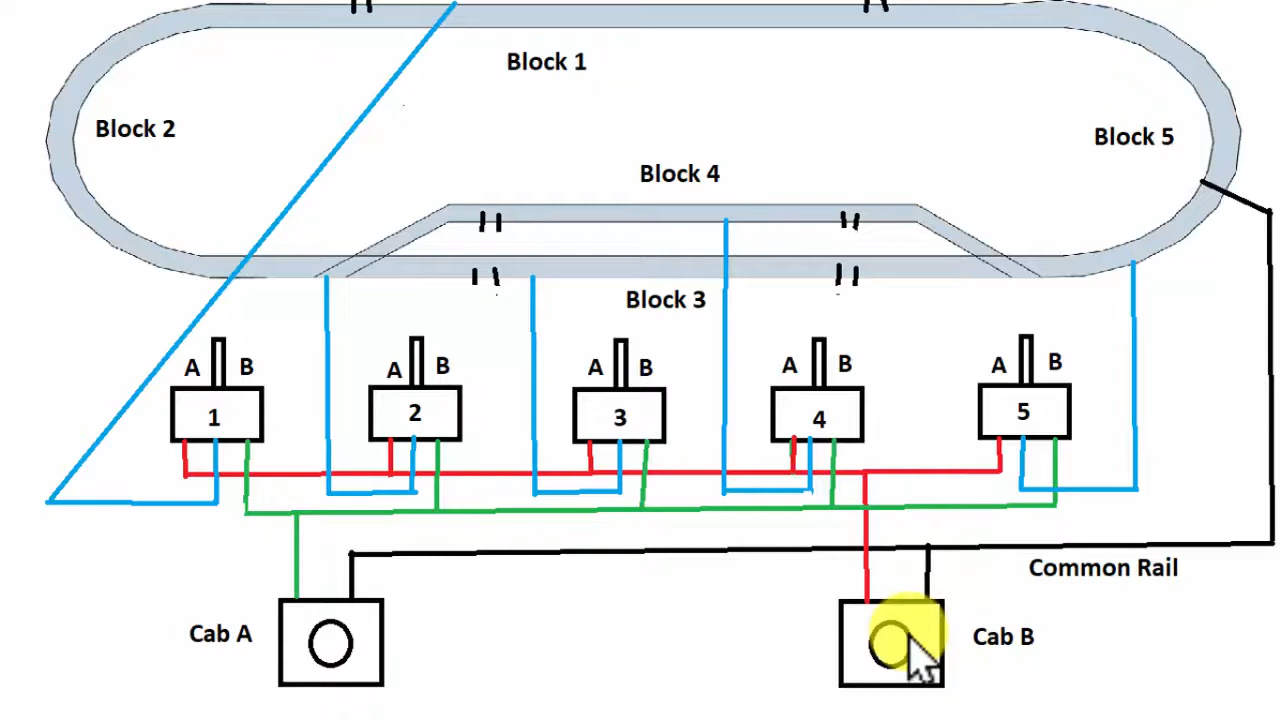 Block 1
Block 2
Block 5
Block 4
Block 3
A B A B A B A B A B
1 2 3 4 5
Common Rail
Cab A
Cab B